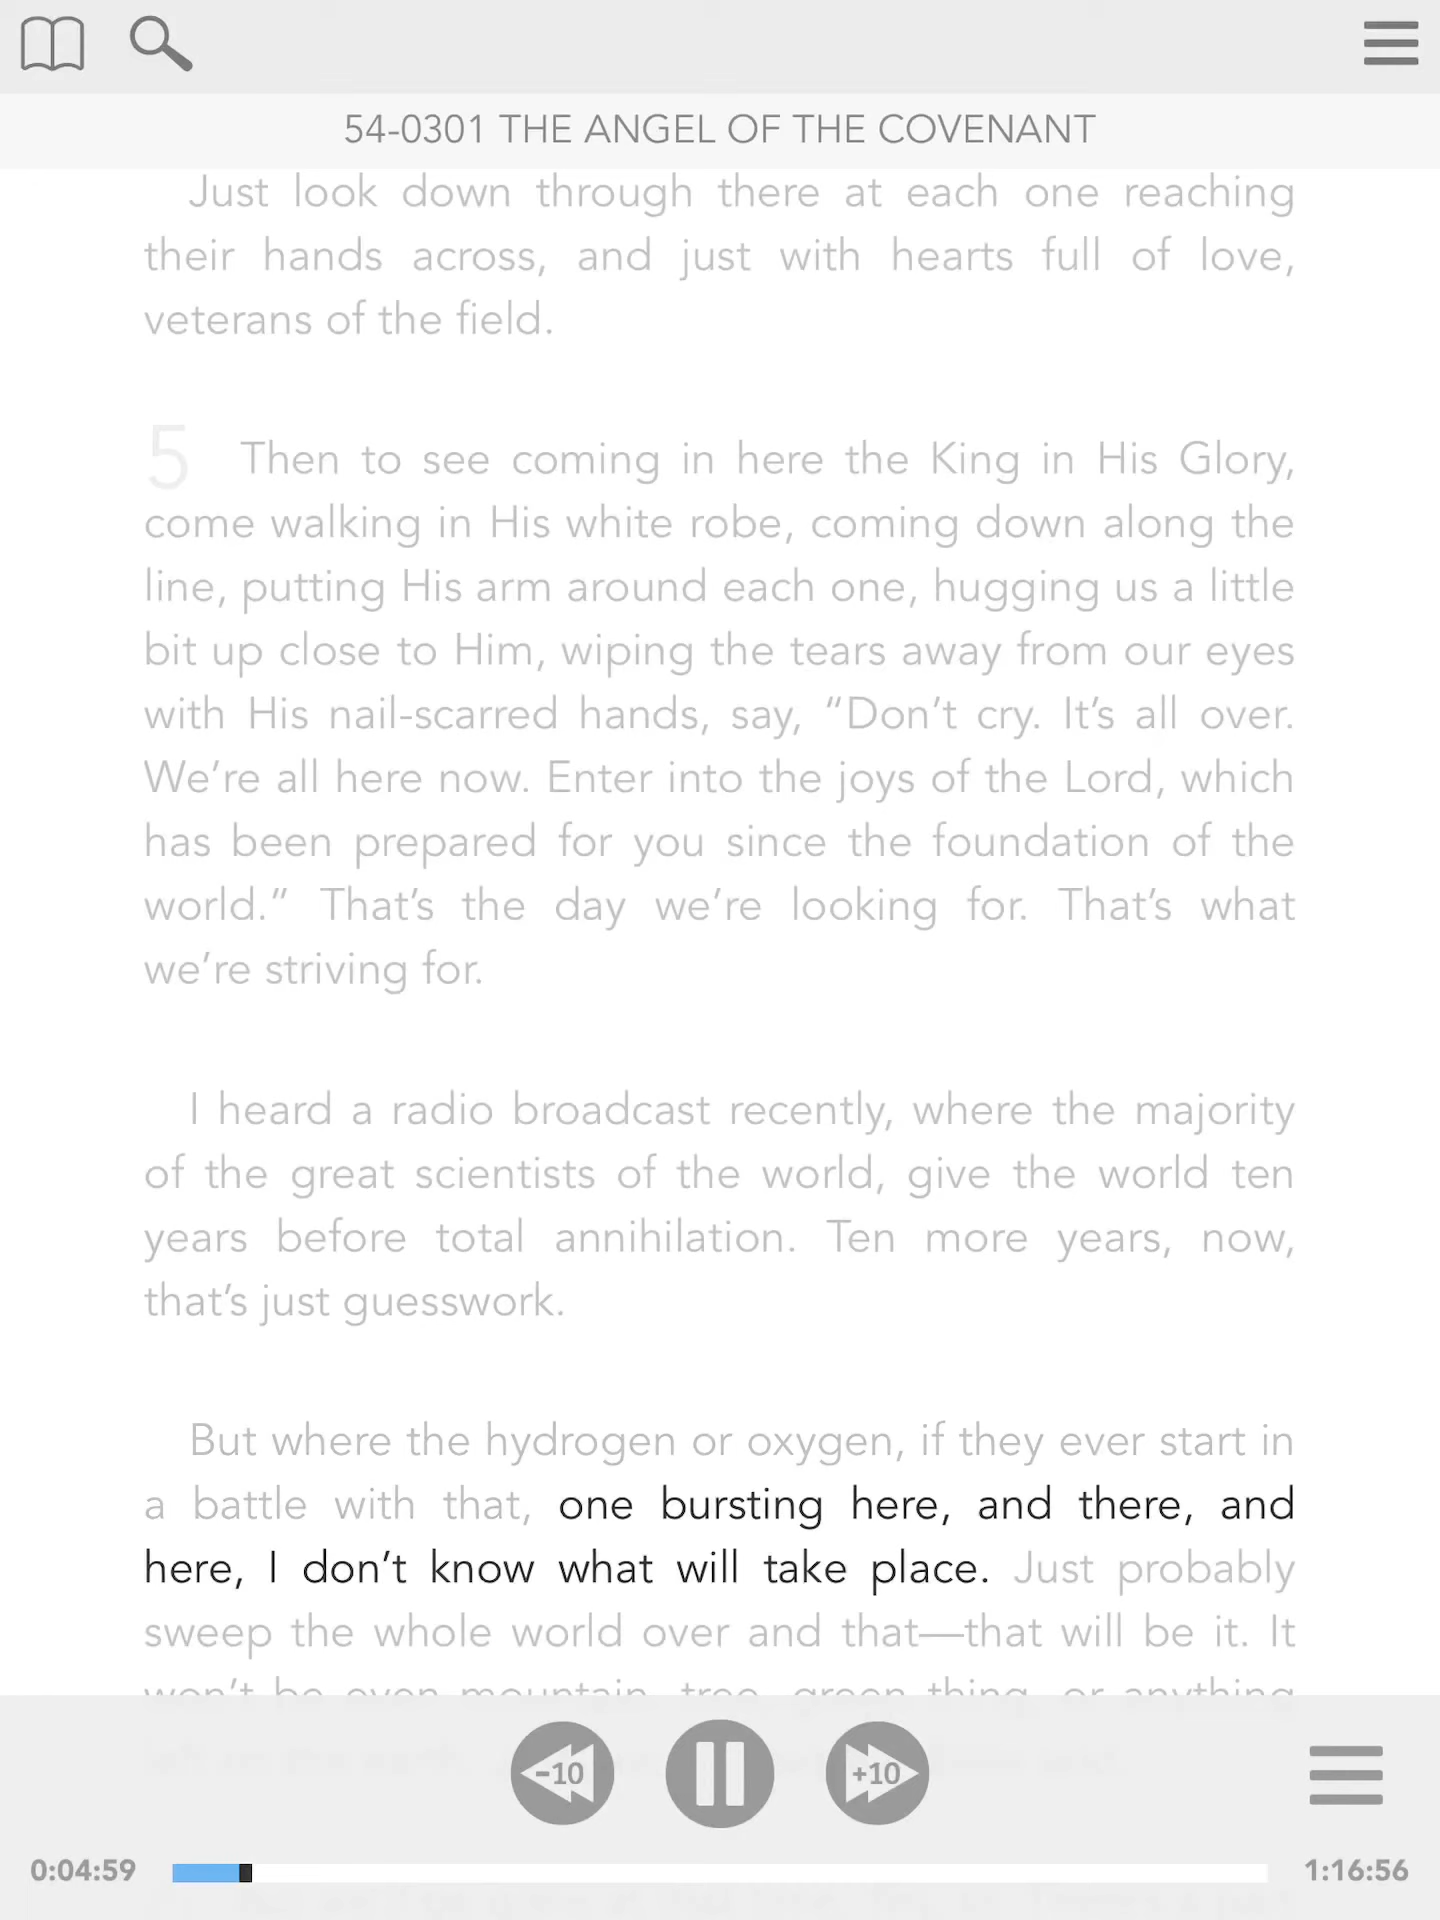 54-0301 THE ANGEL OF THE COVENANT
Just look down through there at each one reaching
their hands across, and just with hearts full of love,
veterans of the field.
5 Then to see coming in here the King in His Glory,
come walking in His white robe, coming down along the
line, putting His arm around each one, hugging us a little
bit up close to Him, wiping the tears away from our eyes
with His nail-scarred hands, say, “Don’t cry. It’s all over.
We’re all here now. Enter into the joys of the Lord, which
has been prepared for you since the foundation of the
world.” That’s the day we’re looking for. That’s what
we’re striving for.
I heard a radio broadcast recently, where the majority
of the great scientists of the world, give the world ten
years before total annihilation. Ten more years, now,
that’s just guesswork.
But where the hydrogen or oxygen, if they ever start in
a battle with that, one bursting here, and there, and
here, I don’t know what will take place. Just probably
sweep the whole world over and that—that will be it. It
won’t be even mountain, tree, green thing, or anything
-10 +10
0:04:59 1:16:56